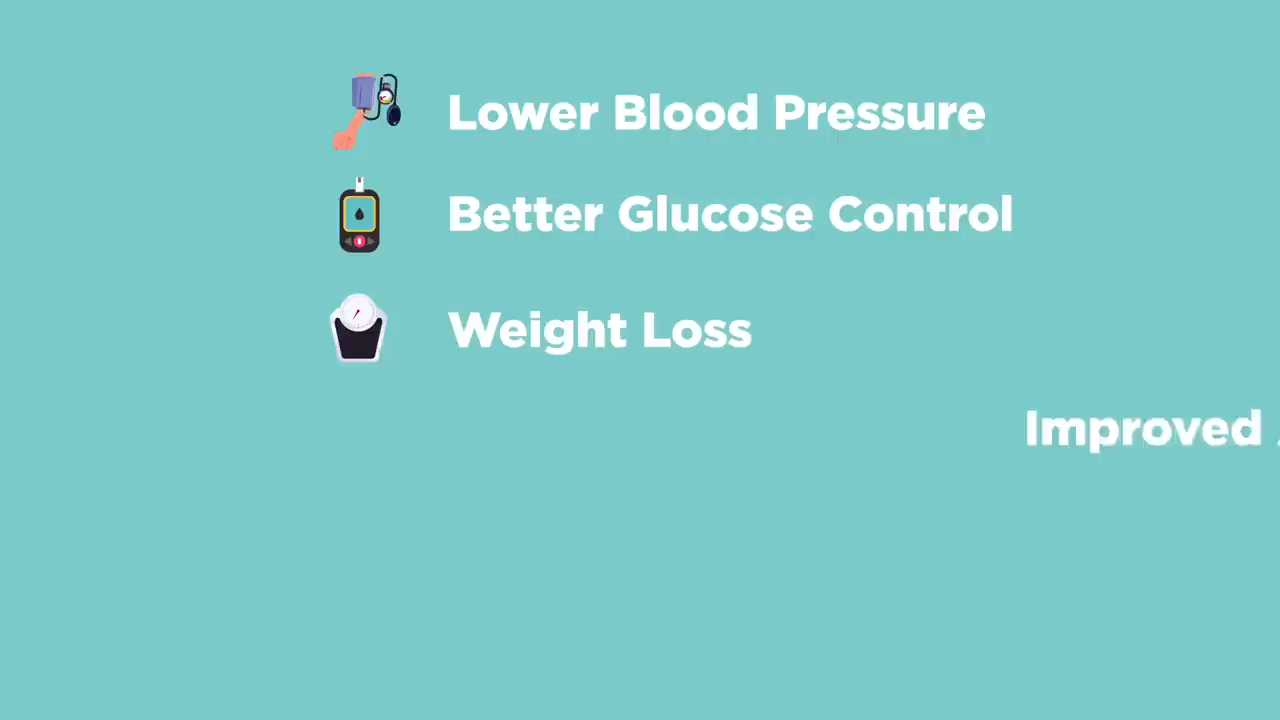 Lower Blood Pressure
Better Glucose Control
Weight Loss
Improved